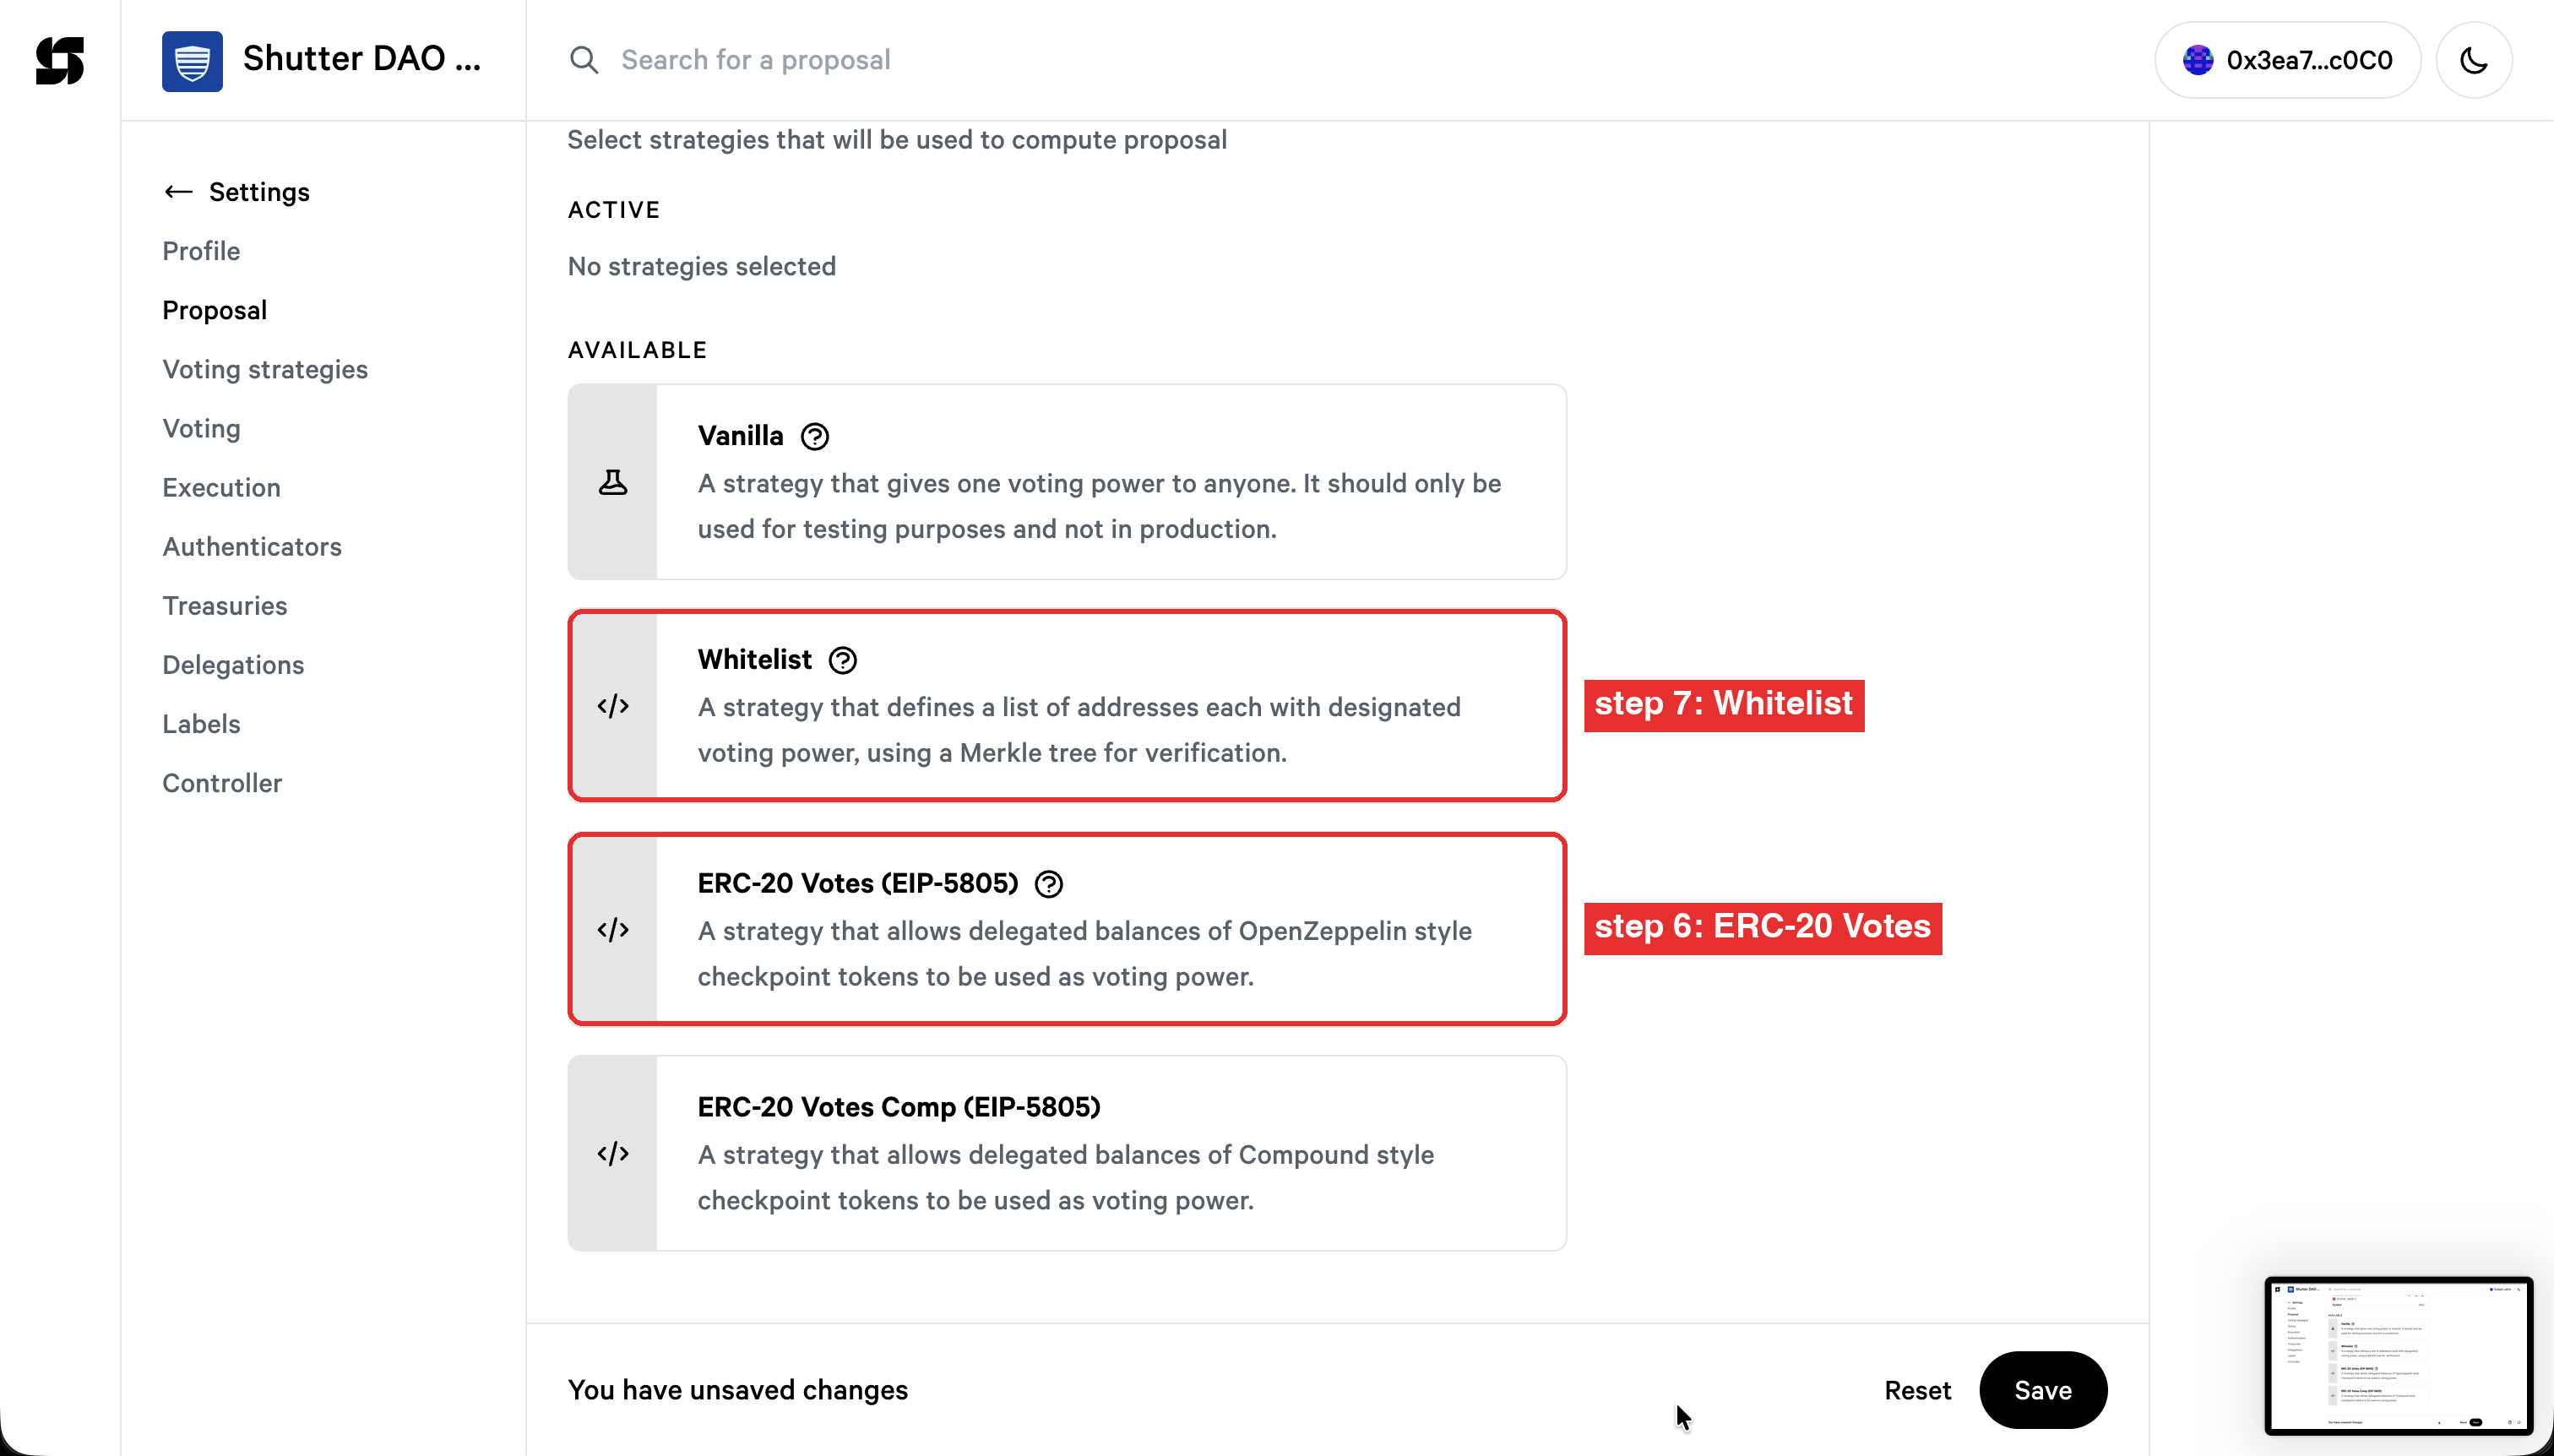 Shutter DAO ...
Search for a proposal
0x3ea7...c0C0
Settings
Profile
Proposal
Voting strategies
Voting
Execution
Authenticators
Treasuries
Delegations
Labels
Controller
Select strategies that will be used to compute proposal
ACTIVE
No strategies selected
AVAILABLE
Vanilla
A strategy that gives one voting power to anyone. It should only be
used for testing purposes and not in production.
Whitelist
A strategy that defines a list of addresses each with designated
voting power, using a Merkle tree for verification.
step 7: Whitelist
ERC-20 Votes (EIP-5805)
A strategy that allows delegated balances of OpenZeppelin style
checkpoint tokens to be used as voting power.
step 6: ERC-20 Votes
ERC-20 Votes Comp (EIP-5805)
A strategy that allows delegated balances of Compound style
checkpoint tokens to be used as voting power.
You have unsaved changes
Reset
Save